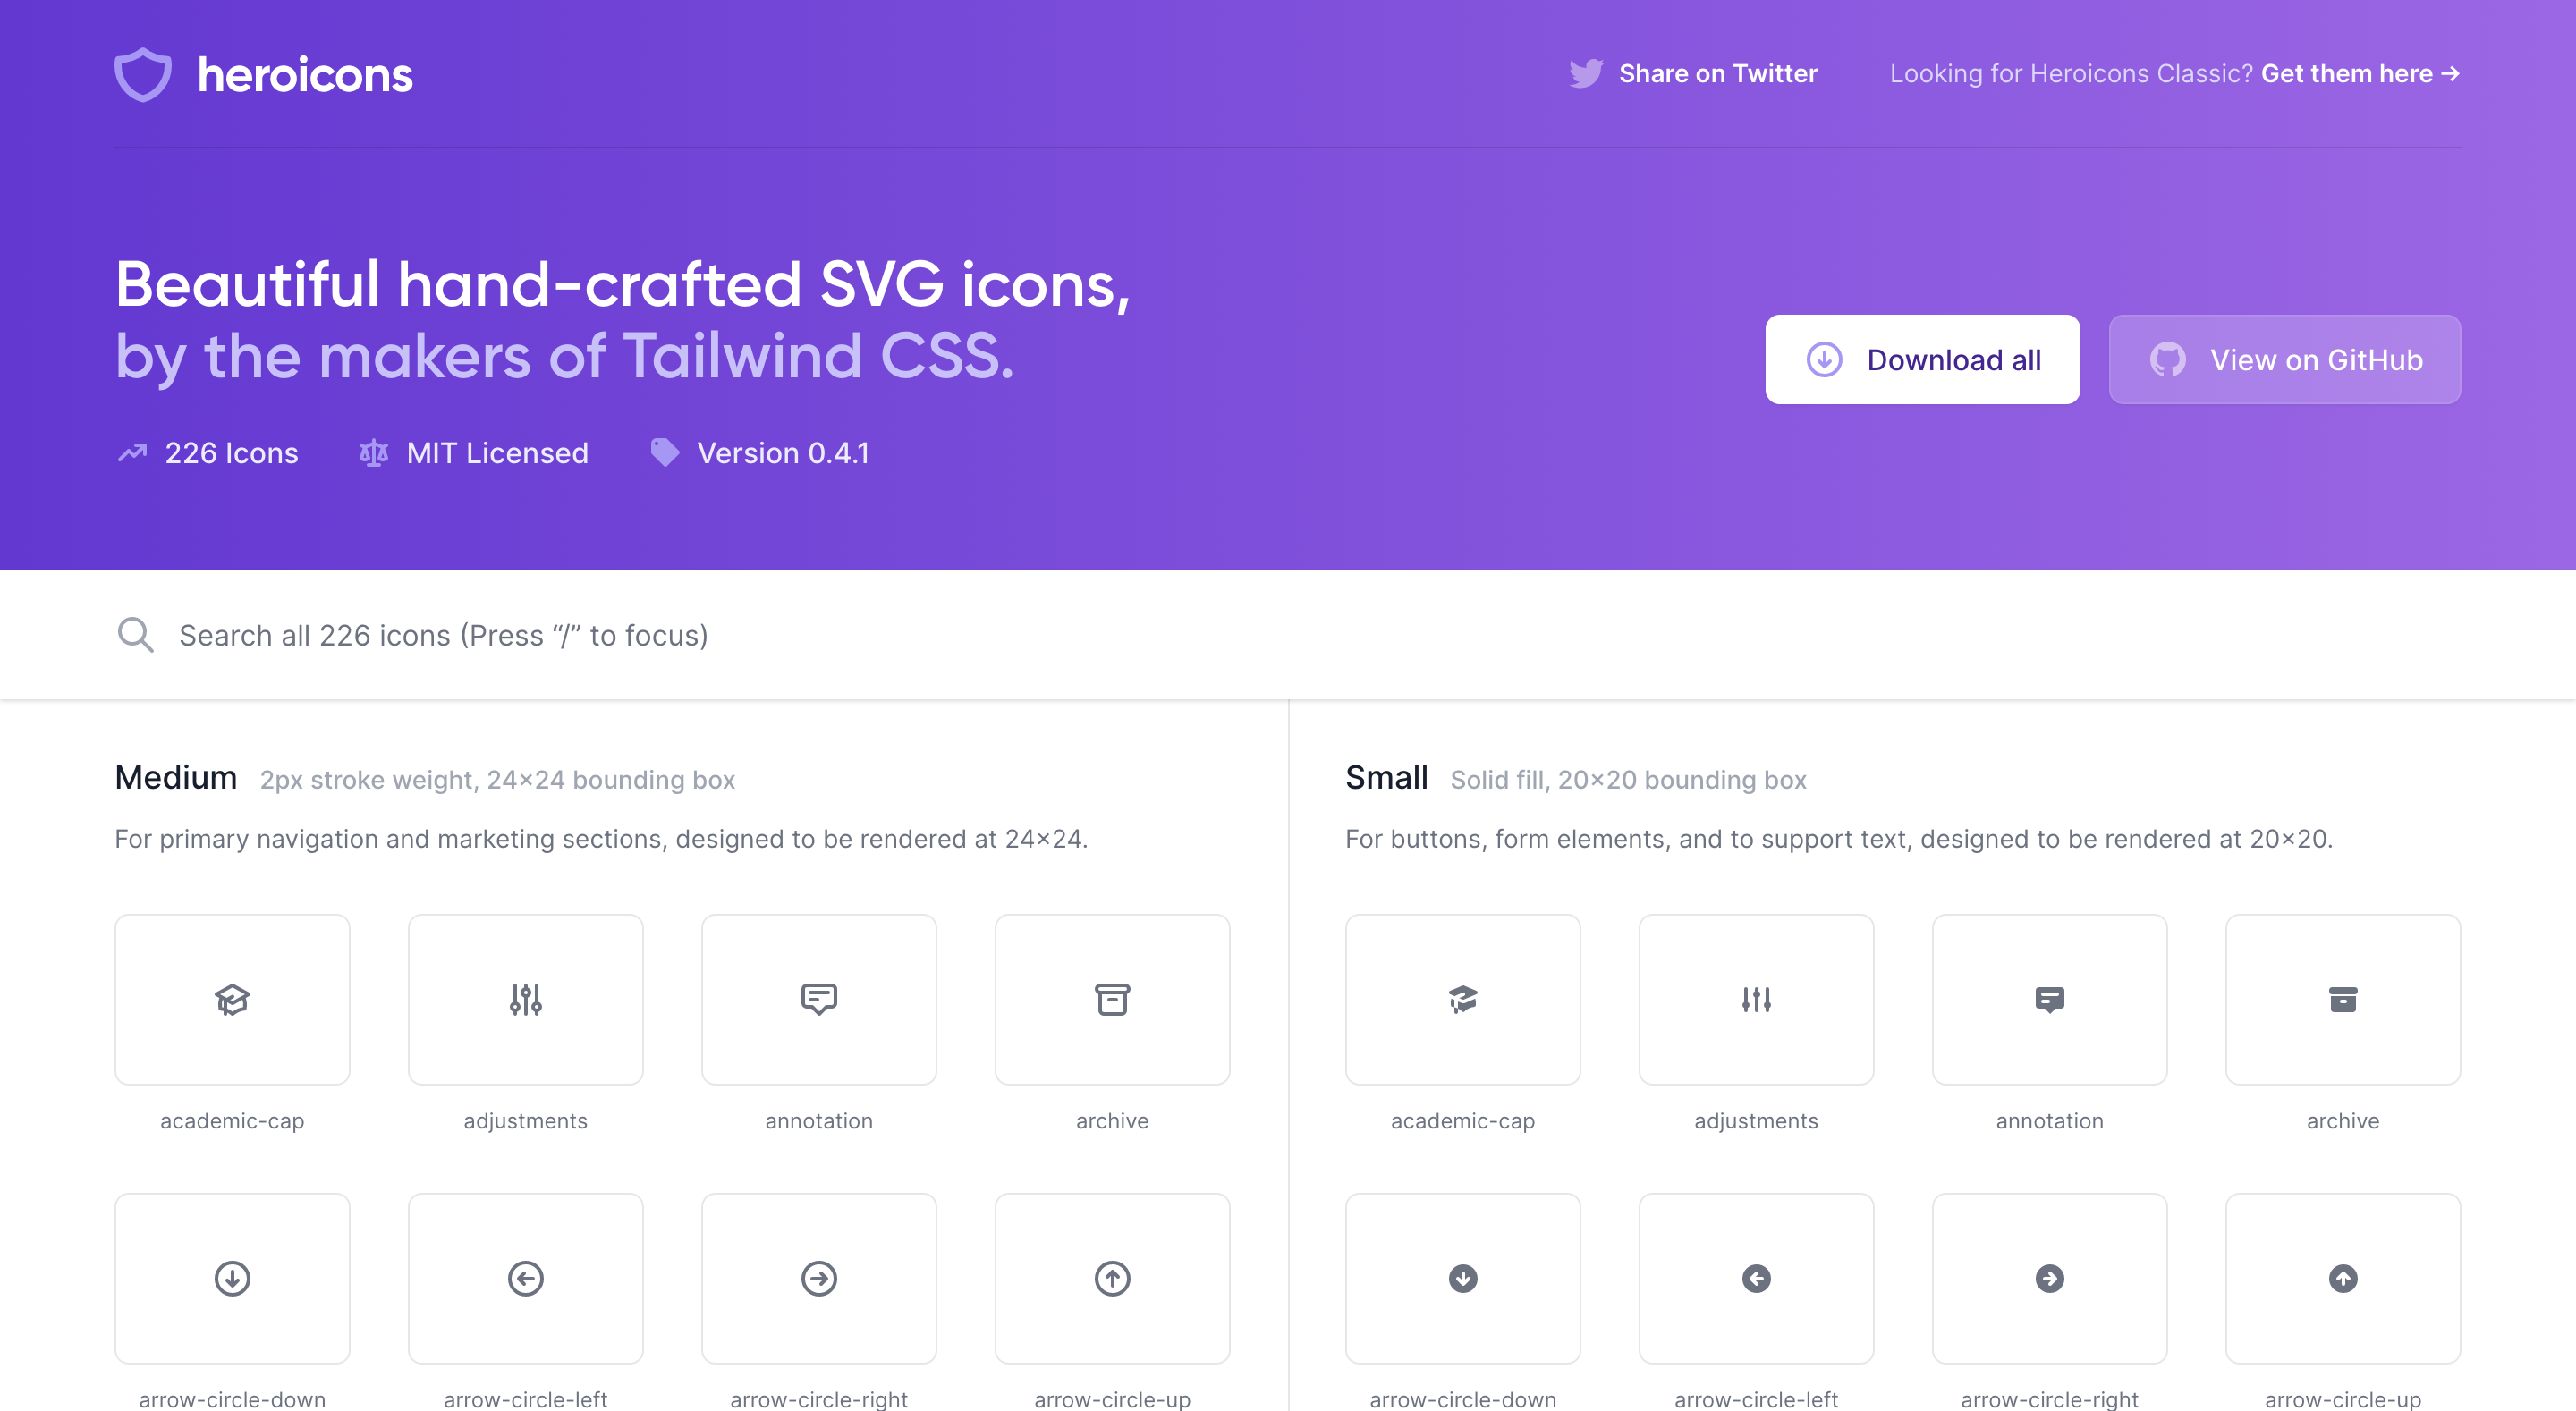 heroicons
Share on Twitter
Looking for Heroicons Classic? Get them here →
Beautiful hand-crafted SVG icons,
by the makers of Tailwind CSS.
Download all
View on GitHub
226 Icons
MIT Licensed
Version 0.4.1
Search all 226 icons (Press “/” to focus)
Medium 2px stroke weight, 24×24 bounding box
For primary navigation and marketing sections, designed to be rendered at 24×24.
academic-cap
adjustments
annotation
archive
arrow-circle-down
arrow-circle-left
arrow-circle-right
arrow-circle-up
Small Solid fill, 20×20 bounding box
For buttons, form elements, and to support text, designed to be rendered at 20×20.
academic-cap
adjustments
annotation
archive
arrow-circle-down
arrow-circle-left
arrow-circle-right
arrow-circle-up